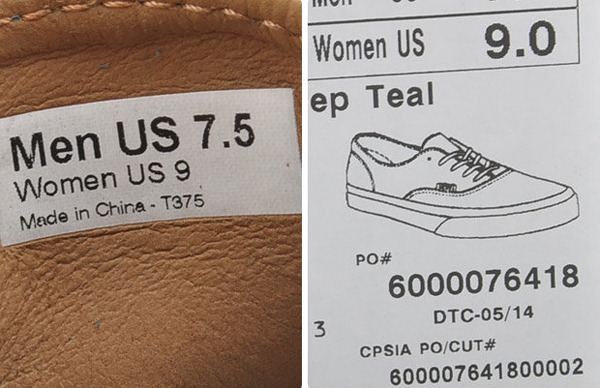 Men US 7.5
Women US 9
Made in China - T375
Women US 9.0
ep Teal
PO#
6000076418
DTC-05/14
3
CPSIA PO/CUT#
600007641800002